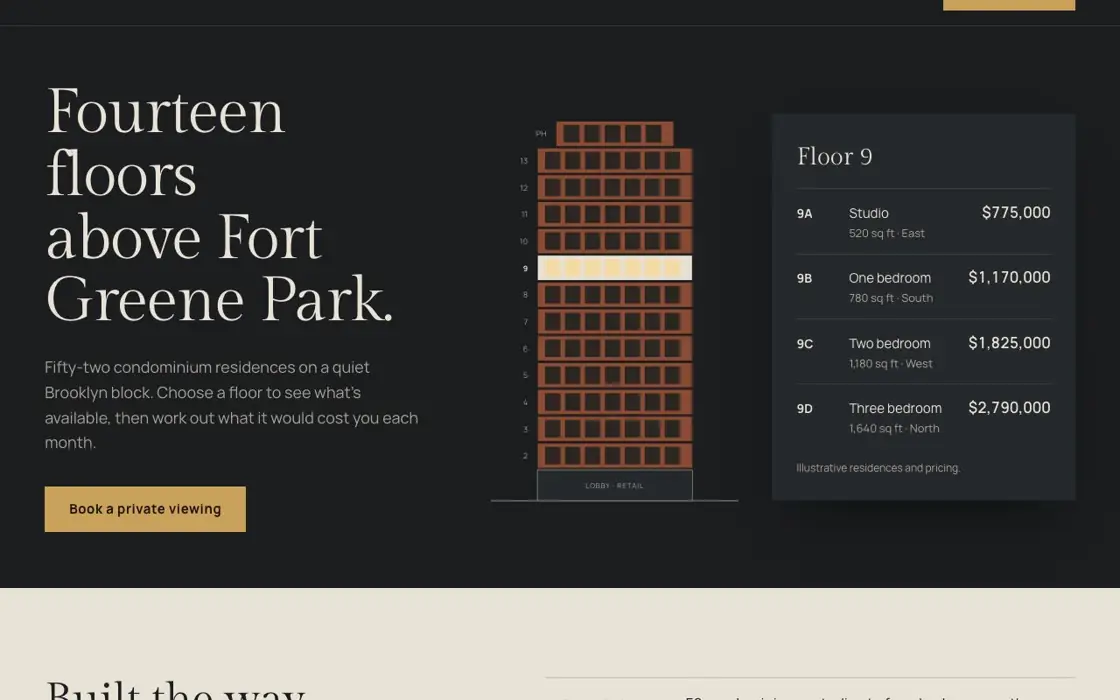 Fourteen
floors
above Fort
Greene Park.
Fifty-two condominium residences on a quiet
Brooklyn block. Choose a floor to see what's
available, then work out what it would cost you each
month.
Book a private viewing
PH
13
12
11
10
9
8
7
6
5
4
3
2
LOBBY · RETAIL
Floor 9
9A Studio $775,000
520 sq ft · East
9B One bedroom $1,170,000
780 sq ft · South
9C Two bedroom $1,825,000
1,180 sq ft · West
9D Three bedroom $2,790,000
1,640 sq ft · North
Illustrative residences and pricing.
Built the way